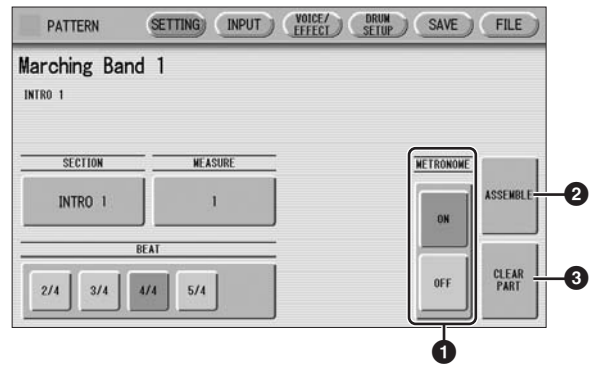 PATTERN SETTING INPUT VOICE/EFFECT DRUM SETUP SAVE FILE
Marching Band 1
INTRO 1
SECTION MEASURE METRONOME
INTRO 1 1 ON ASSEMBLE 2
BEAT
2/4 3/4 4/4 5/4 OFF CLEAR PART 3
1